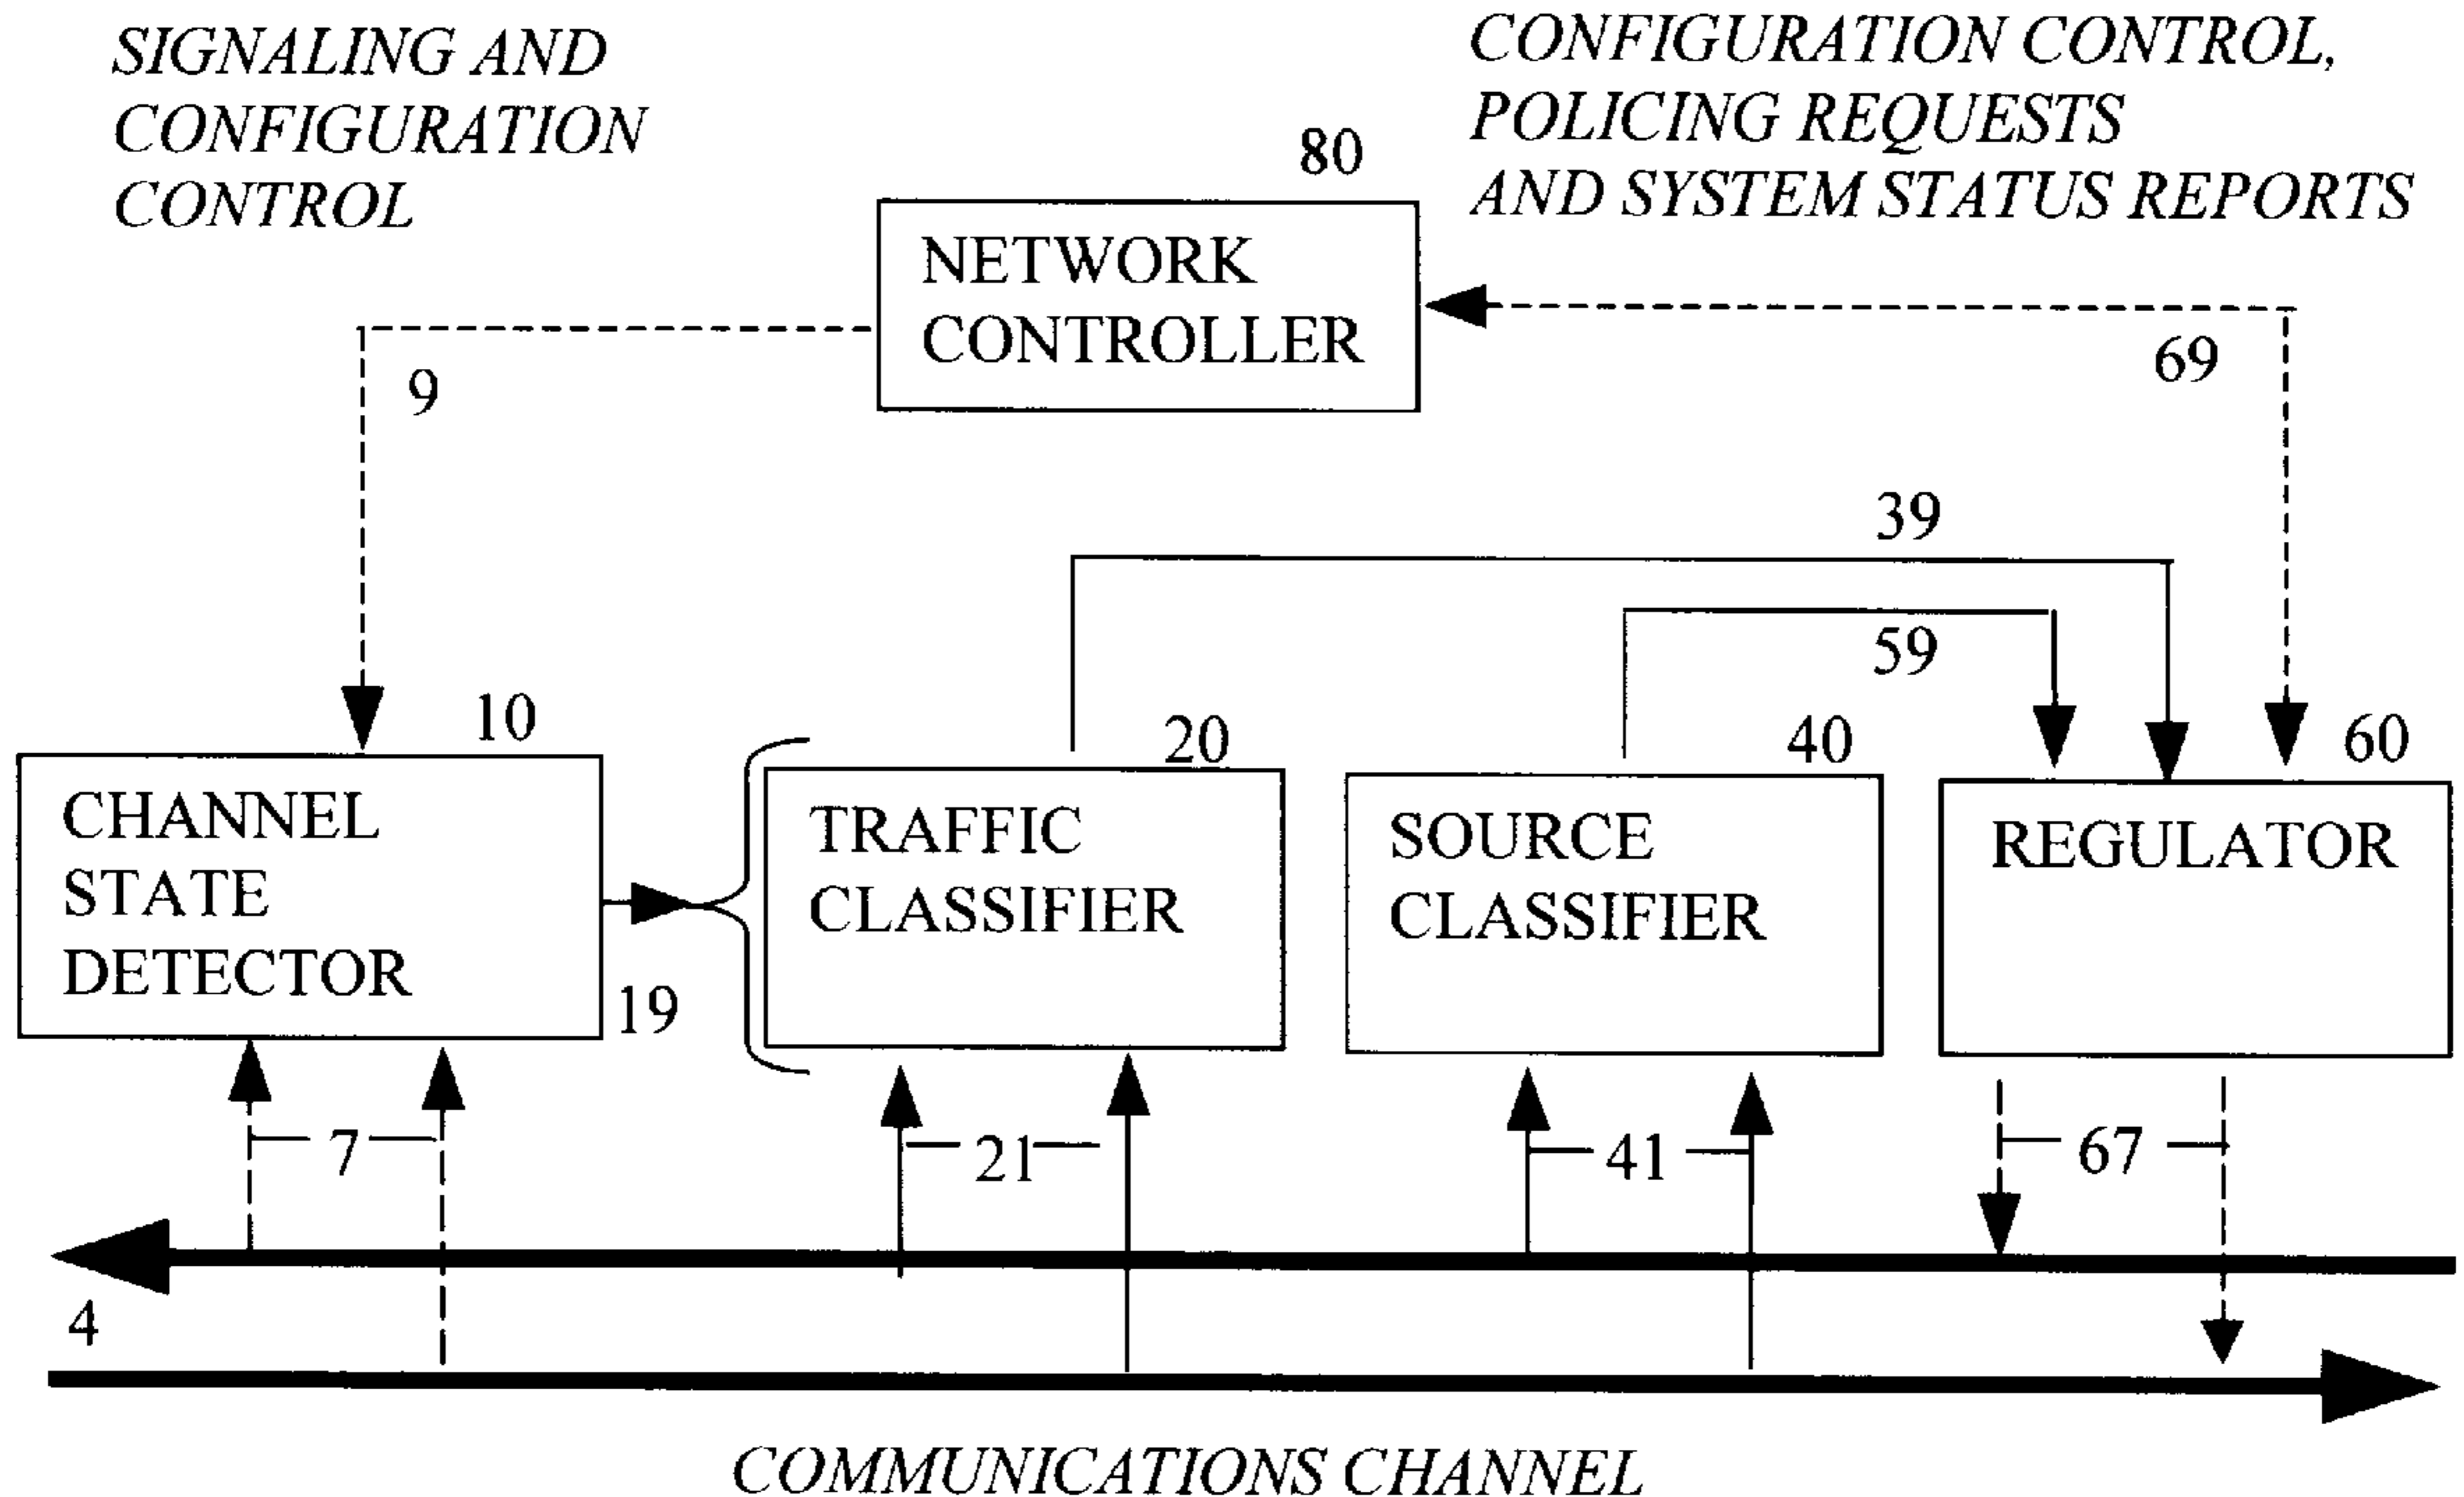 SIGNALING AND
CONFIGURATION
CONTROL
CONFIGURATION CONTROL,
POLICING REQUESTS
AND SYSTEM STATUS REPORTS
80
NETWORK
CONTROLLER
9
69
39
59
10
20
40
60
CHANNEL
STATE
DETECTOR
19
TRAFFIC
CLASSIFIER
SOURCE
CLASSIFIER
REGULATOR
7
21
41
67
4
COMMUNICATIONS CHANNEL